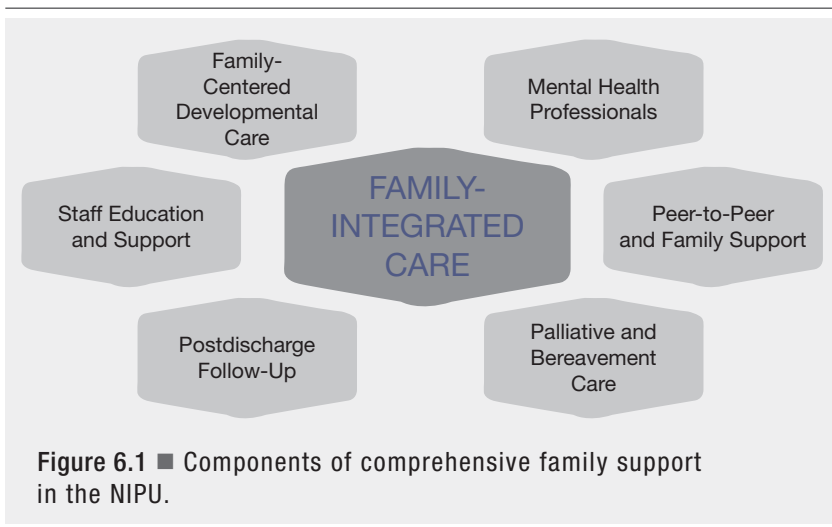 Family-
Centered
Developmental
Care
Mental Health
Professionals
Staff Education
and Support
FAMILY-
INTEGRATED
CARE
Peer-to-Peer
and Family Support
Postdischarge
Follow-Up
Palliative and
Bereavement
Care
Figure 6.1 ■ Components of comprehensive family support
in the NIPU.